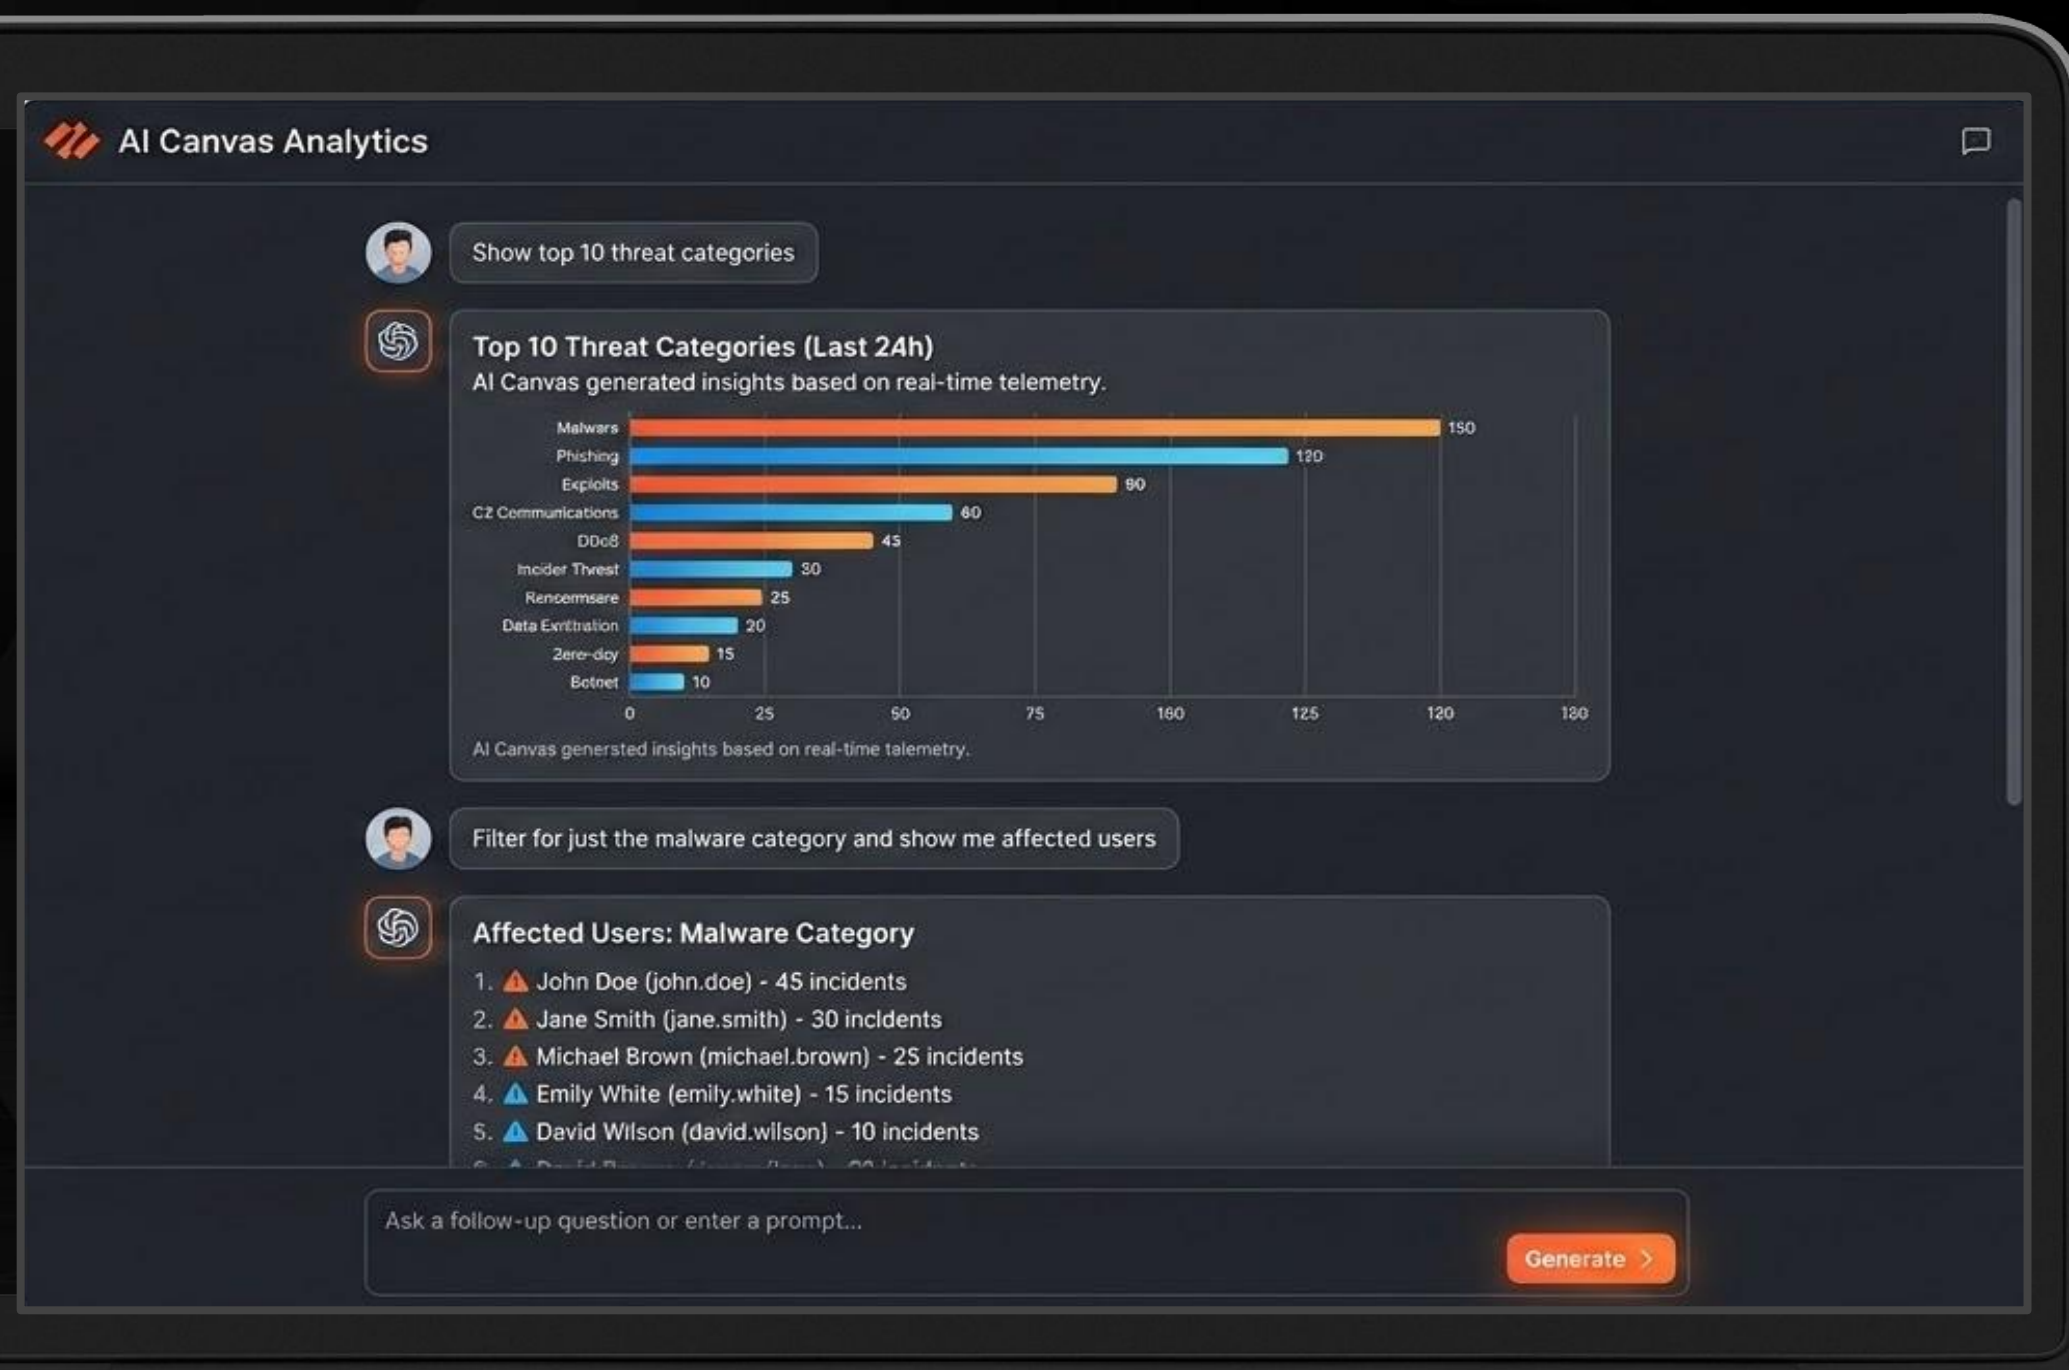 AI Canvas Analytics
Show top 10 threat categories
Top 10 Threat Categories (Last 24h)
AI Canvas generated insights based on real-time telemetry.
Malwars 150
Phishing 120
Exploits 90
C2 Communications 60
DDoS 45
Incider Threst 30
Rencermsere 25
Data 20
Zere-dcy 15
Botnet 10
0 25 50 75 160 125 120 130
AI Canvas genersted insights based on real-time talemetry.
Filter for just the malware category and show me affected users
Affected Users: Malware Category
1. John Doe (john.doe) - 45 incidents
2. Jane Smith (jane.smith) - 30 incidents
3. Michael Brown (michael.brown) - 25 incidents
4. Emily White (emily.white) - 15 incidents
5. David Wilson (david.wilson) - 10 incidents
Ask a follow-up question or enter a prompt...
Generate >